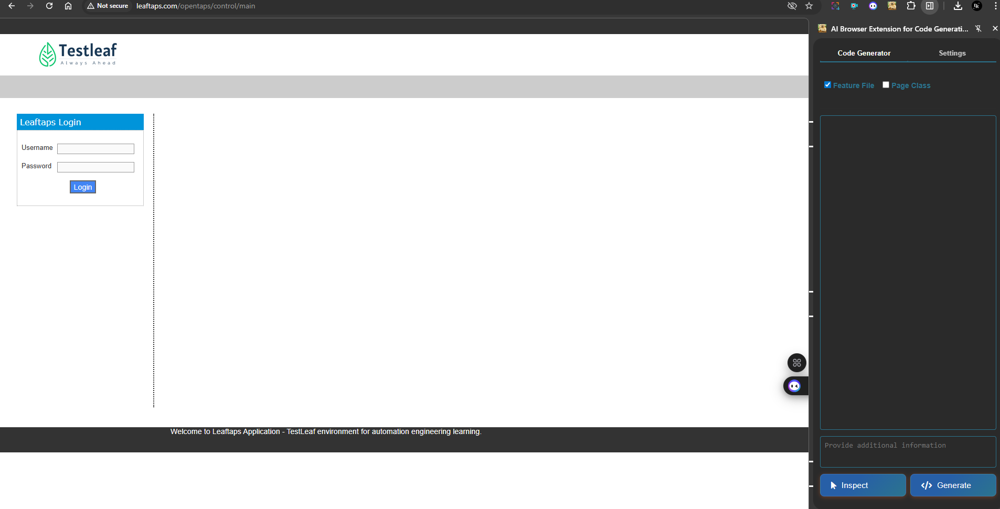 Not secure
leaftaps.com/opentaps/control/main
AI Browser Extension for Code Generati...
Testleaf
Always Ahead
Code Generator
Settings
Feature File
Page Class
Leaftaps Login
Username
Password
Login
Welcome to Leaftaps Application - TestLeaf environment for automation engineering learning.
Provide additional information
Inspect
Generate